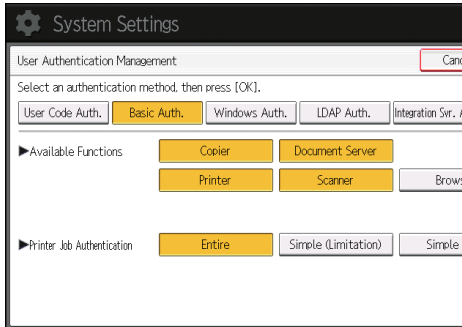 System Settings
User Authentication Management
Select an authentication method, then press [OK].
User Code Auth. Basic Auth. Windows Auth. LDAP Auth. Integration Svr.
▶Available Functions Copier Document Server
Printer Scanner
▶Printer Job Authentication Entire Simple (Limitation) Simple